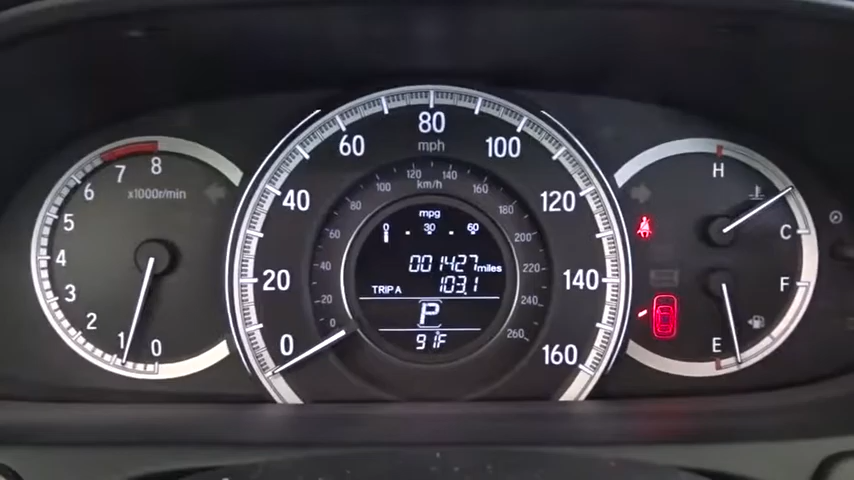 8
7
6
5
4
3
2
1
0
x1000r/min
0
20
40
60
80
100
120
140
160
mph
km/h
0
20
40
60
80
100
120
140
160
180
200
220
240
260
mpg
0 30 60
001427miles
TRIP A 103.1
P
91°F
H
C
F
E